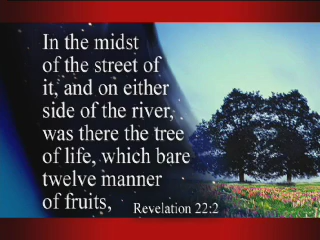 In the midst
of the street of
it, and on either
side of the river,
was there the tree
of life, which bare
twelve manner
of fruits, Revelation 22:2